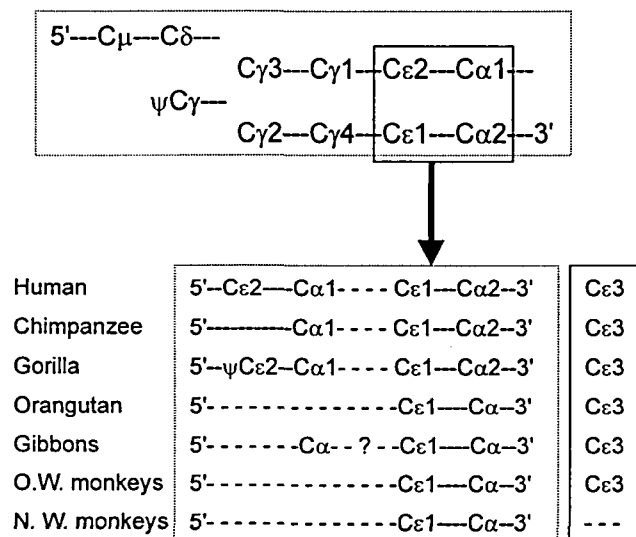 5'---Cμ---Cδ---
Cγ3---Cγ1---Cε2---Cα1---
ψCγ---
Cγ2---Cγ4---Cε1---Cα2---3'
Human 5'--Cε2----Cα1- - - - Cε1----Cα2--3' Cε3
Chimpanzee 5'-----------Cα1- - - - Cε1----Cα2--3' Cε3
Gorilla 5'--ψCε2--Cα1- - - - Cε1----Cα2--3' Cε3
Orangutan 5'- - - - - - - - - - - - - - Cε1----Cα--3' Cε3
Gibbons 5'- - - - - - - Cα- - ? - -Cε1----Cα--3' Cε3
O.W. monkeys 5'- - - - - - - - - - - - - - Cε1----Cα--3' Cε3
N. W. monkeys 5'- - - - - - - - - - - - - - Cε1----Cα--3' - - -